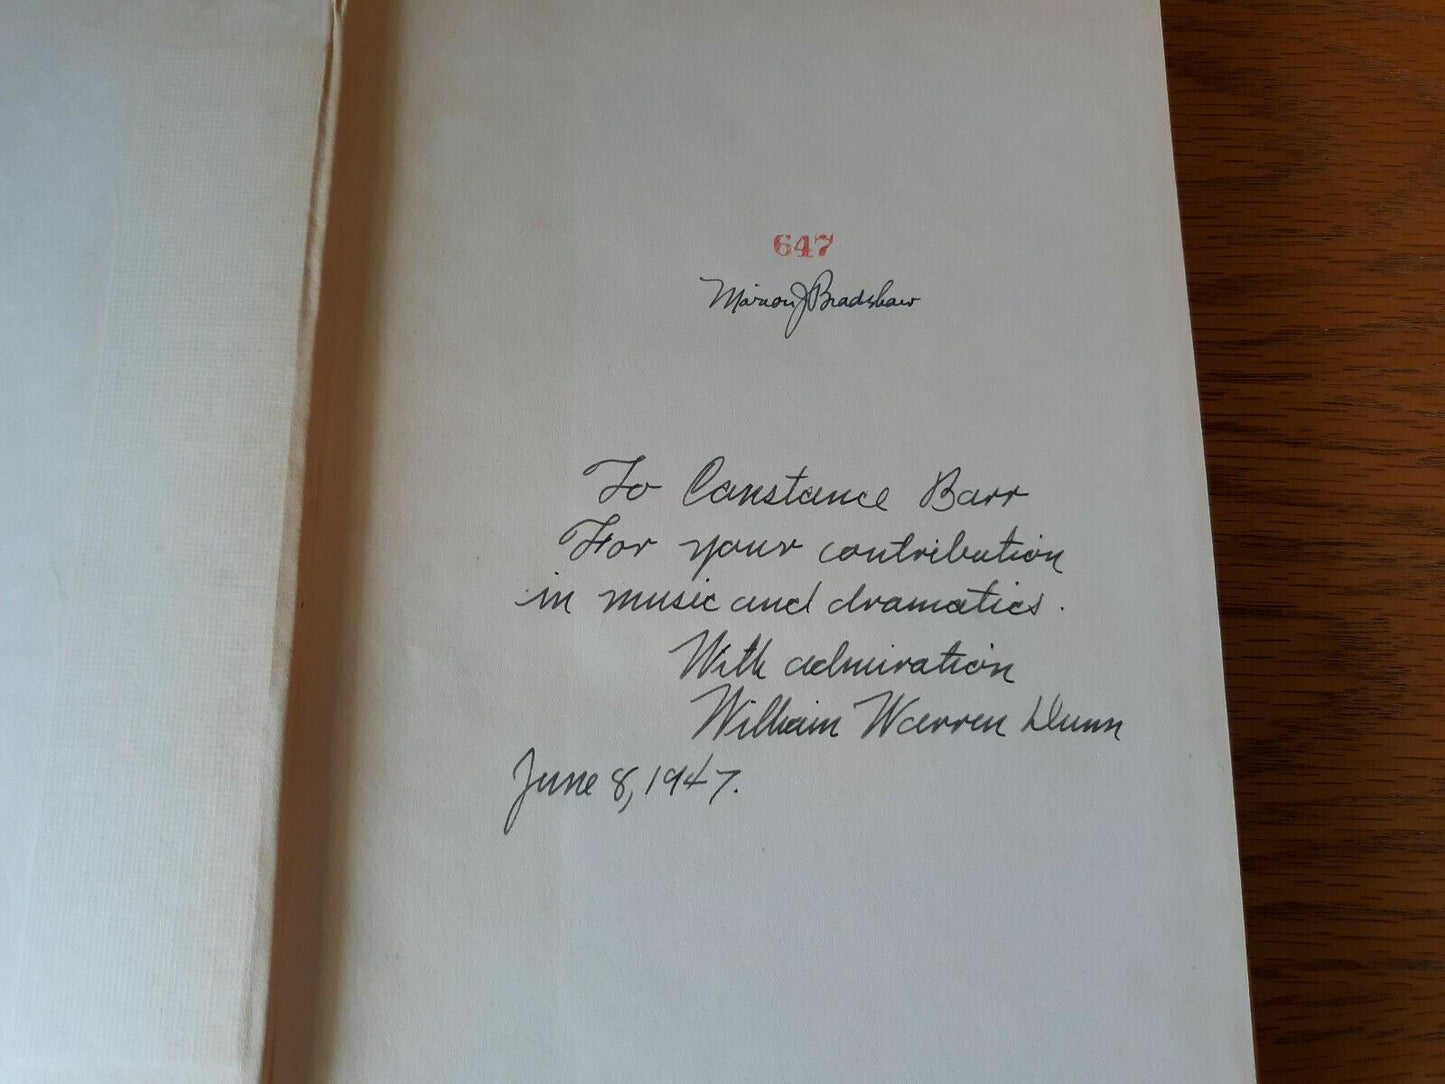 647
Marion J Bradshaw
To Constance Barr
For your contribution
in music and dramatics.
With admiration
William Warren Dunn
June 8, 1947.